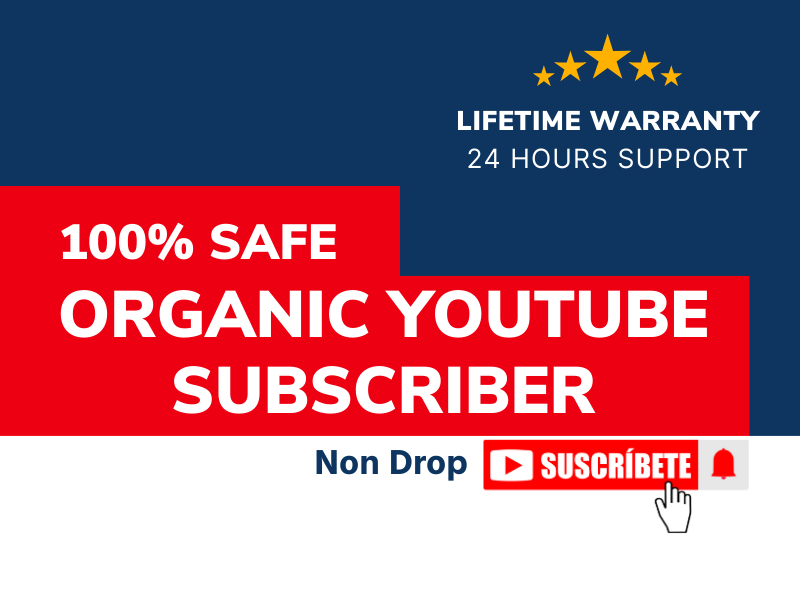 LIFETIME WARRANTY
24 HOURS SUPPORT
100% SAFE
ORGANIC YOUTUBE
SUBSCRIBER
Non Drop
SUSCRÍBETE